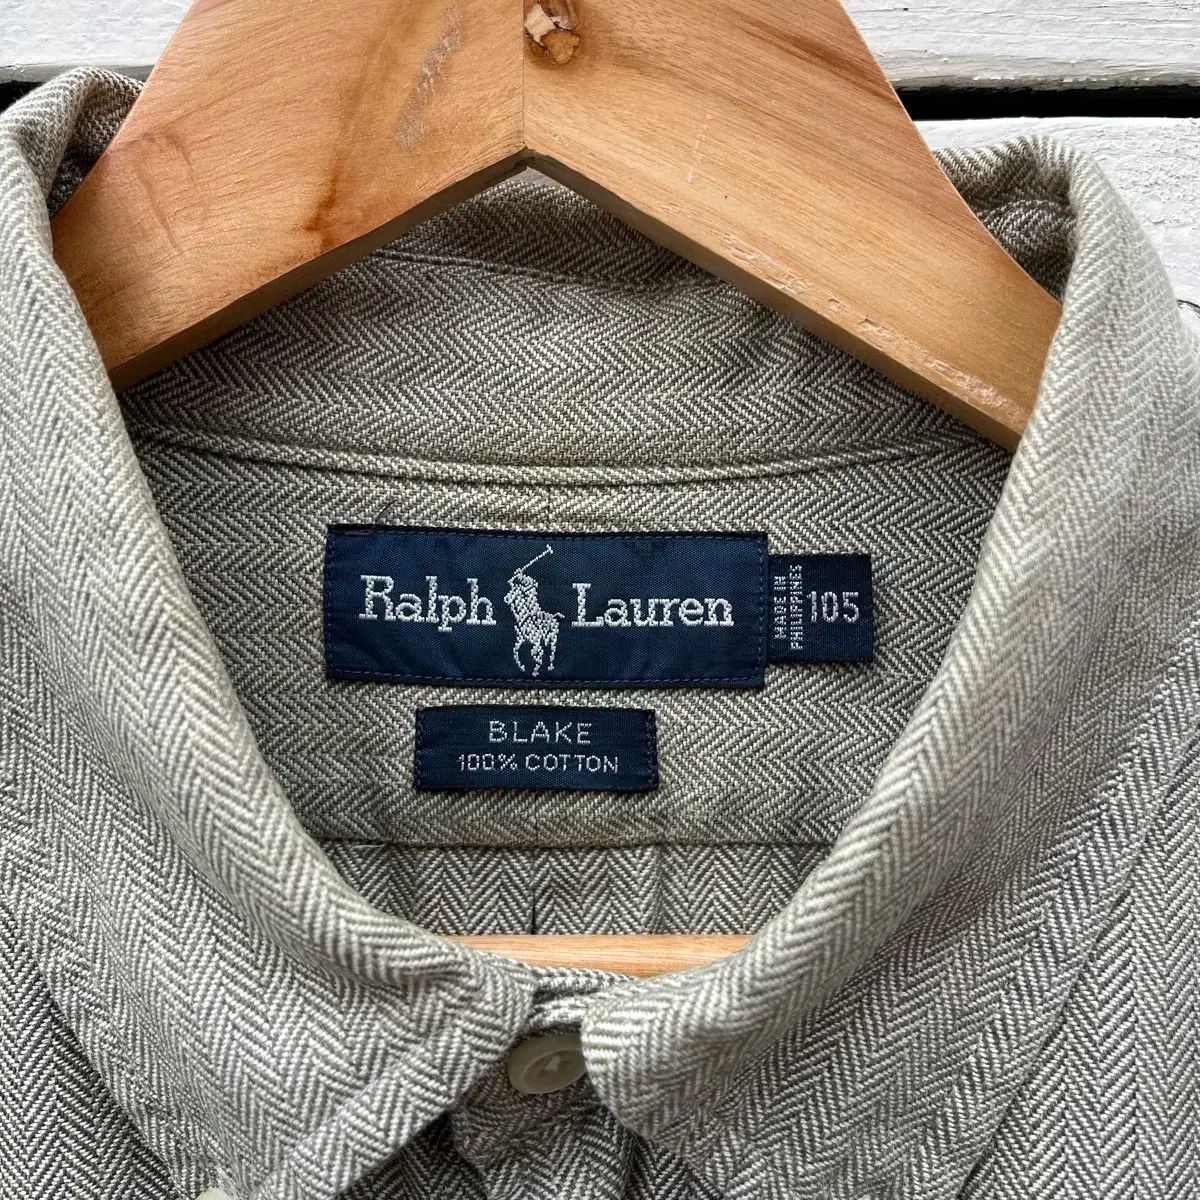 Ralph Lauren
MADE IN
PHILIPPINES
105
BLAKE
100% COTTON